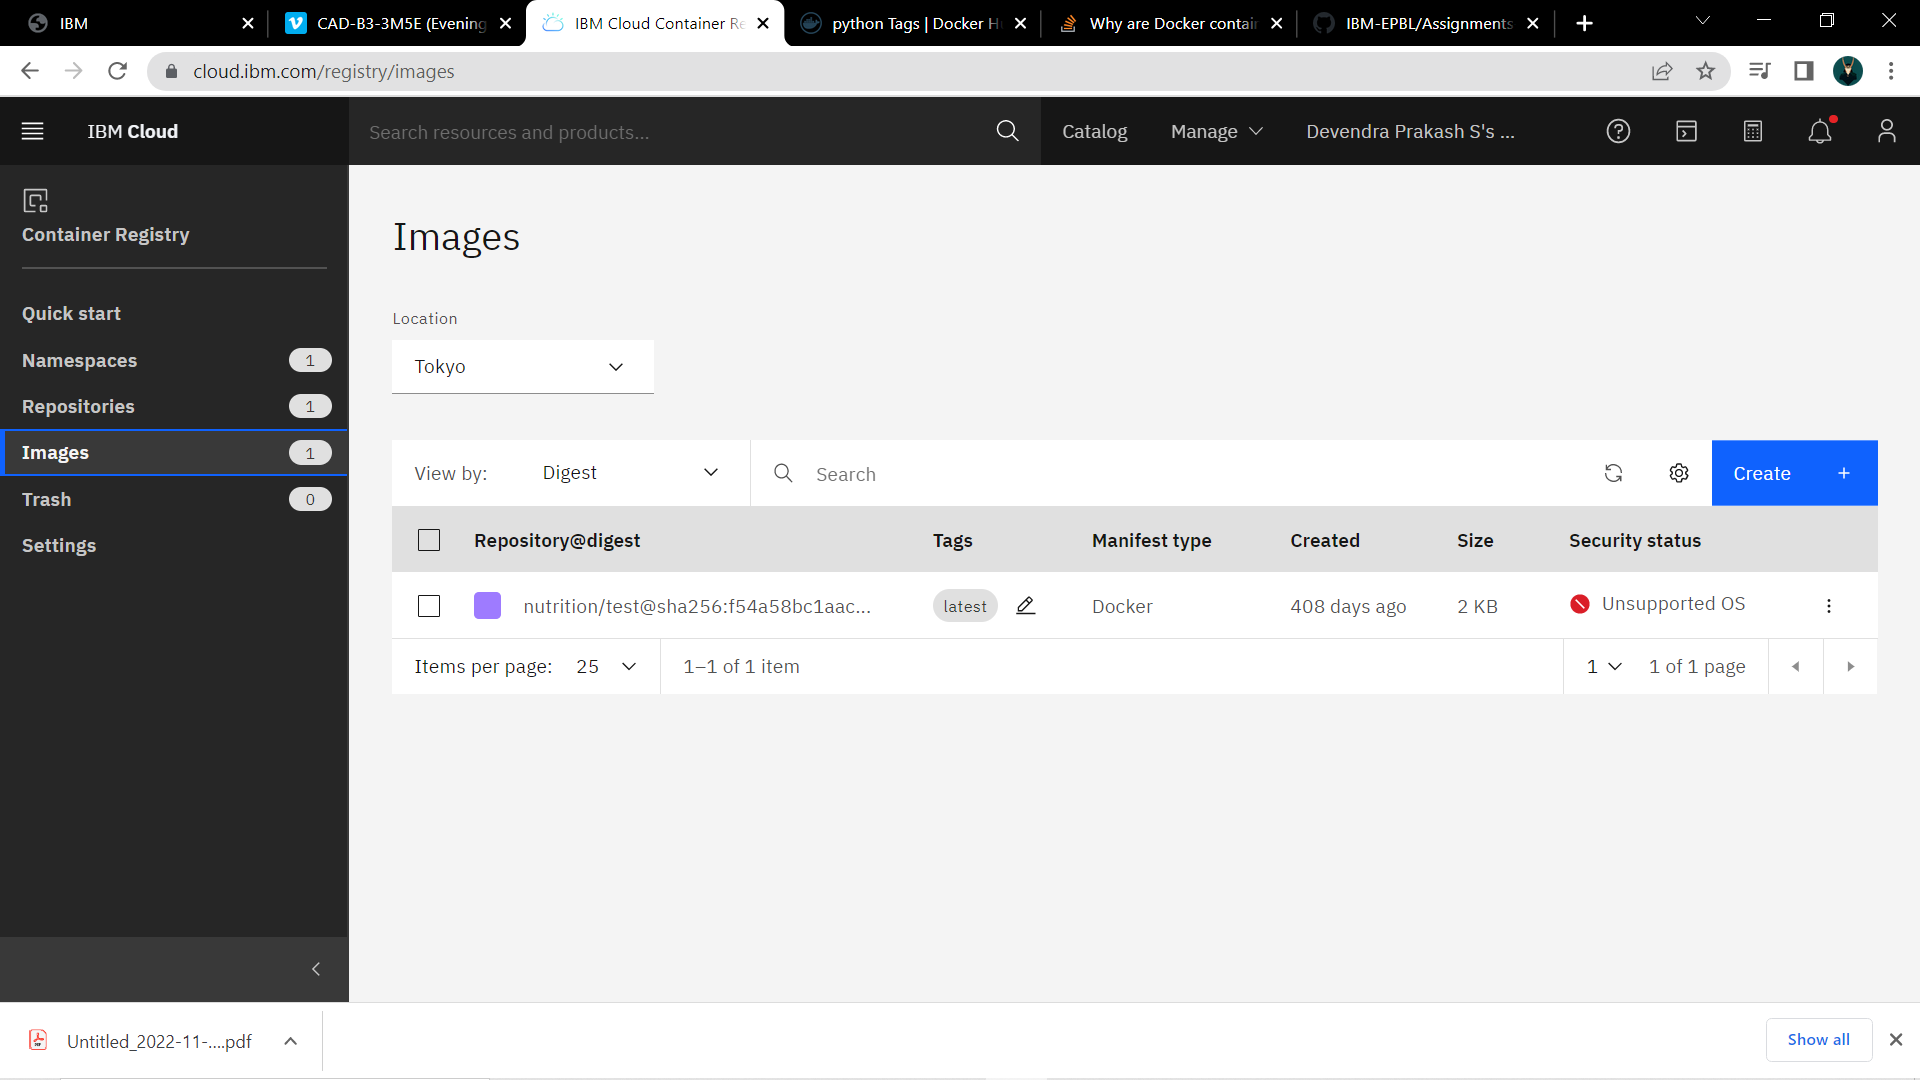 IBM
CAD-B3-3M5E (Evening
IBM Cloud Container Re
python Tags | Docker H
Why are Docker contai
IBM-EPBL/Assignments
cloud.ibm.com/registry/images
IBM Cloud
Search resources and products...
Catalog
Manage
Devendra Prakash S's ...
Container Registry
Quick start
Namespaces 1
Repositories 1
Images 1
Trash 0
Settings
Images
Location
Tokyo
View by: Digest
Search
Create +
Repository@digest Tags Manifest type Created Size Security status
nutrition/test@sha256:f54a58bc1aac... latest Docker 408 days ago 2 KB Unsupported OS
Items per page: 25 1–1 of 1 item 1 1 of 1 page
Untitled_2022-11-....pdf
Show all